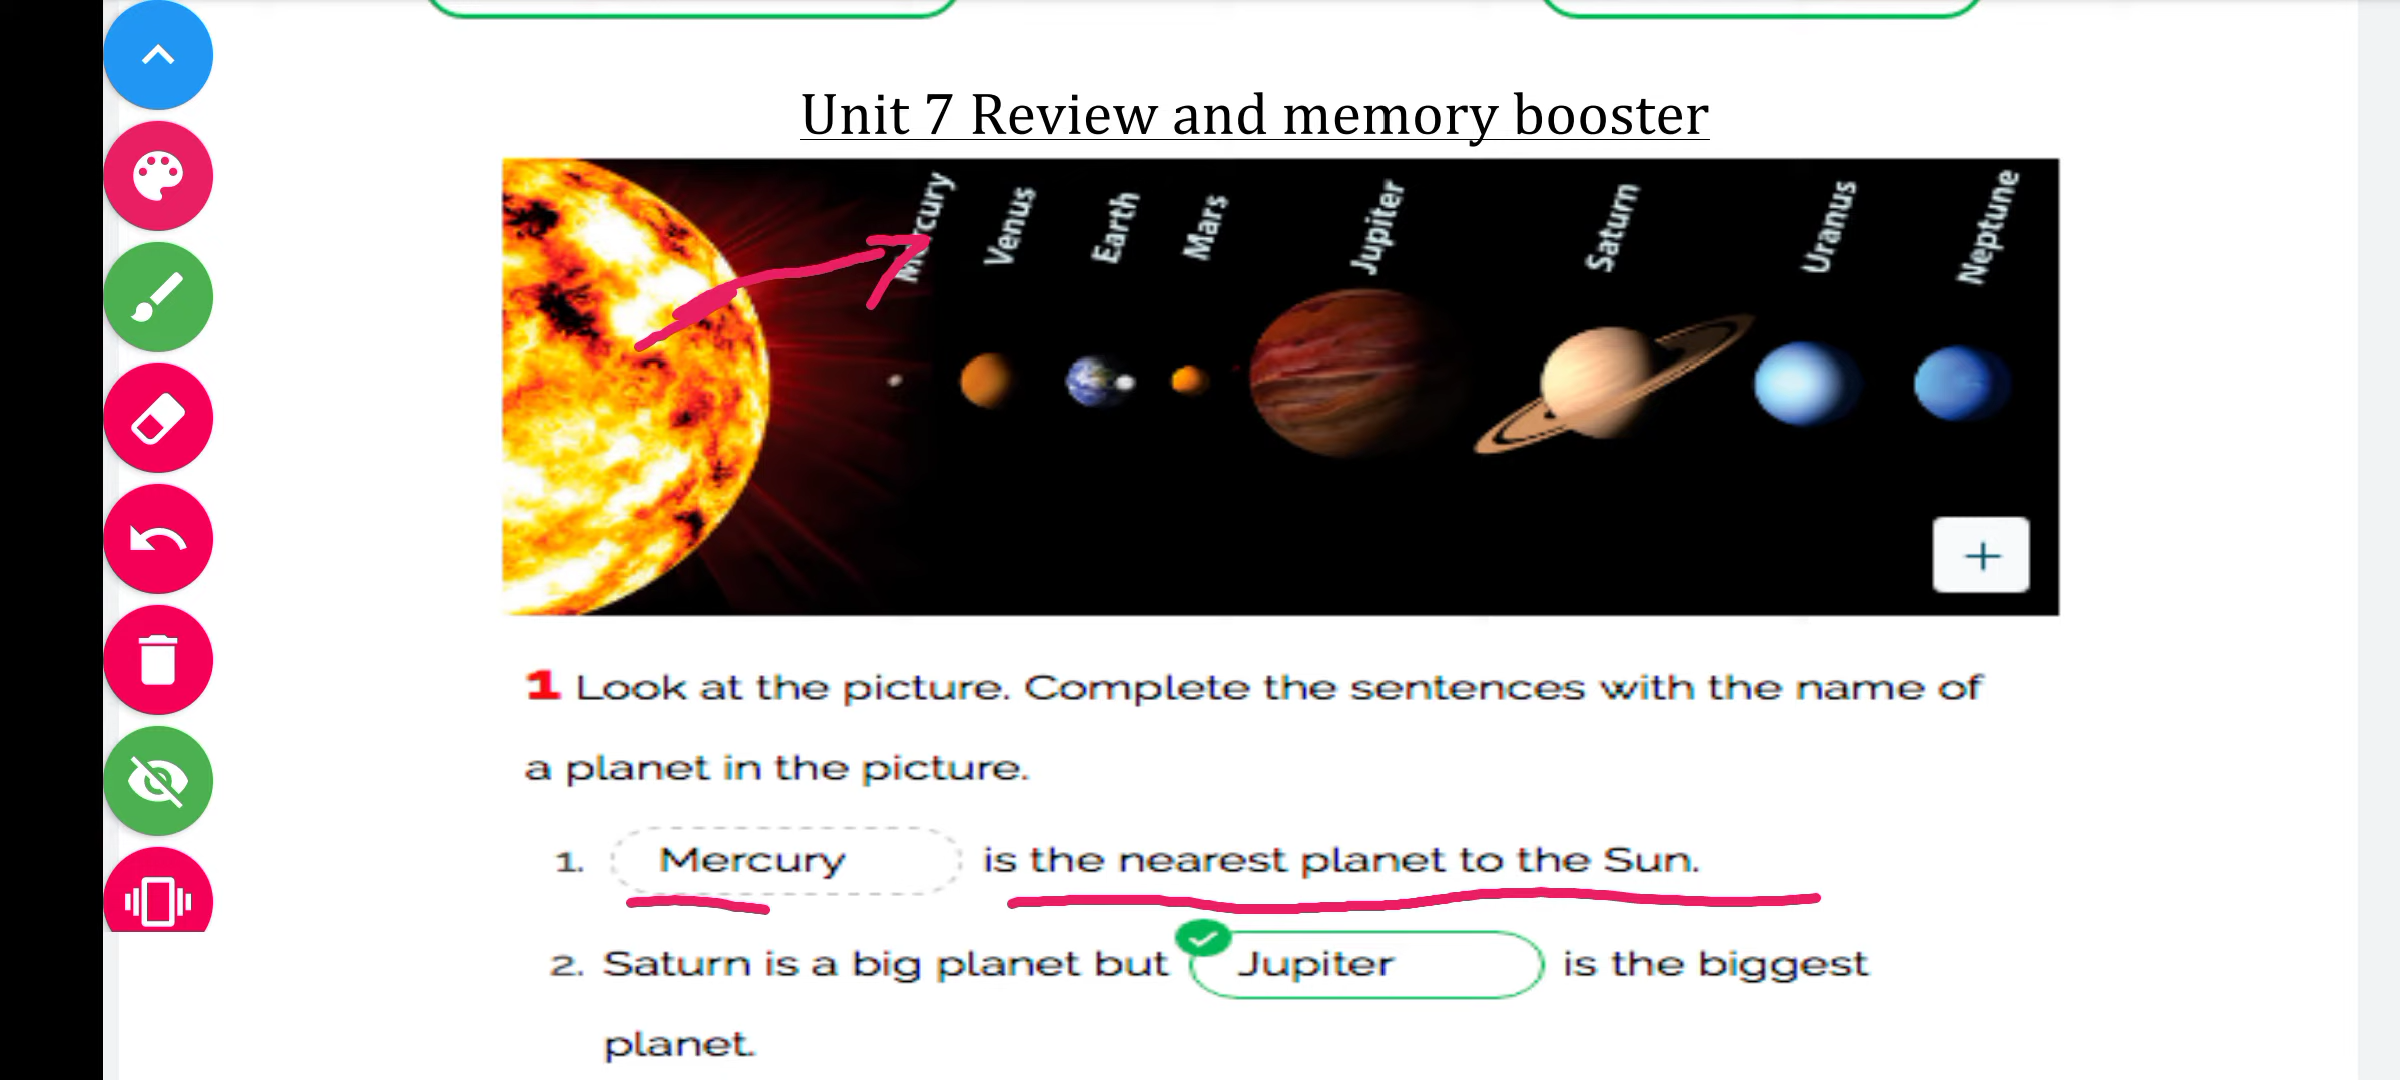 Unit 7 Review and memory booster
Mercury
Venus
Earth
Mars
Jupiter
Saturn
Uranus
Neptune
+
1 Look at the picture. Complete the sentences with the name of
a planet in the picture.
1. Mercury is the nearest planet to the Sun.
2. Saturn is a big planet but Jupiter is the biggest
planet.